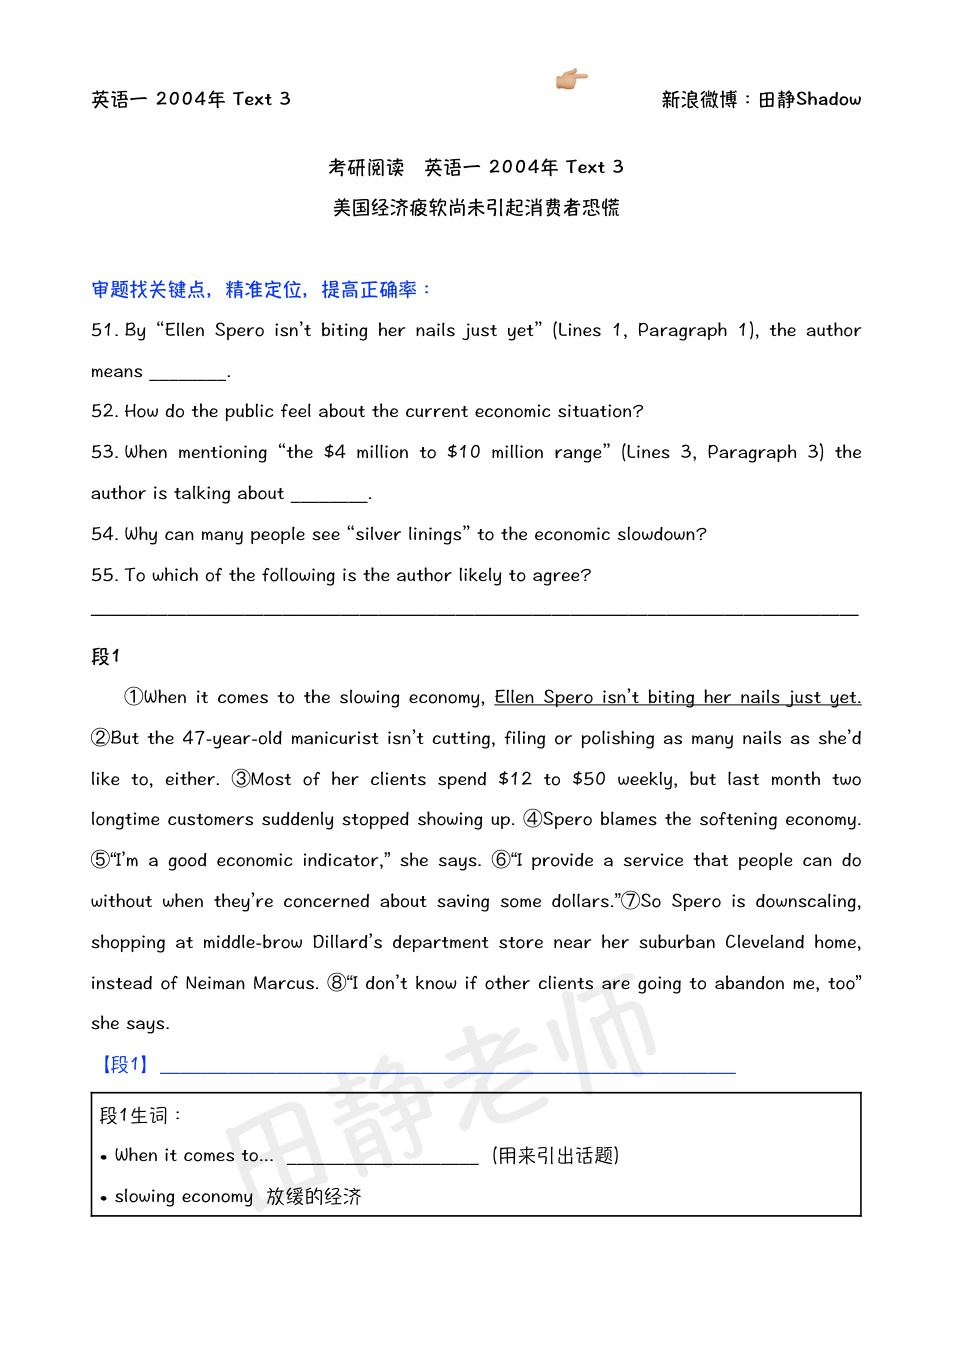 英语一 2004年 Text 3
新浪微博：田静Shadow
考研阅读 英语一 2004年 Text 3
美国经济疲软尚未引起消费者恐慌
审题找关键点，精准定位，提高正确率：
51. By “Ellen Spero isn’t biting her nails just yet” (Lines 1, Paragraph 1), the author
means ________.
52. How do the public feel about the current economic situation?
53. When mentioning “the $4 million to $10 million range” (Lines 3, Paragraph 3) the
author is talking about ________.
54. Why can many people see “silver linings” to the economic slowdown?
55. To which of the following is the author likely to agree?
段1
①When it comes to the slowing economy, Ellen Spero isn’t biting her nails just yet.
②But the 47-year-old manicurist isn’t cutting, filing or polishing as many nails as she’d
like to, either. ③Most of her clients spend $12 to $50 weekly, but last month two
longtime customers suddenly stopped showing up. ④Spero blames the softening economy.
⑤“I’m a good economic indicator,” she says. ⑥“I provide a service that people can do
without when they’re concerned about saving some dollars.”⑦So Spero is downscaling,
shopping at middle-brow Dillard’s department store near her suburban Cleveland home,
instead of Neiman Marcus. ⑧“I don’t know if other clients are going to abandon me, too”
she says.
【段1】____________________________________________________________
段1生词：
• When it comes to... ____________________ (用来引出话题)
• slowing economy 放缓的经济
田静老师